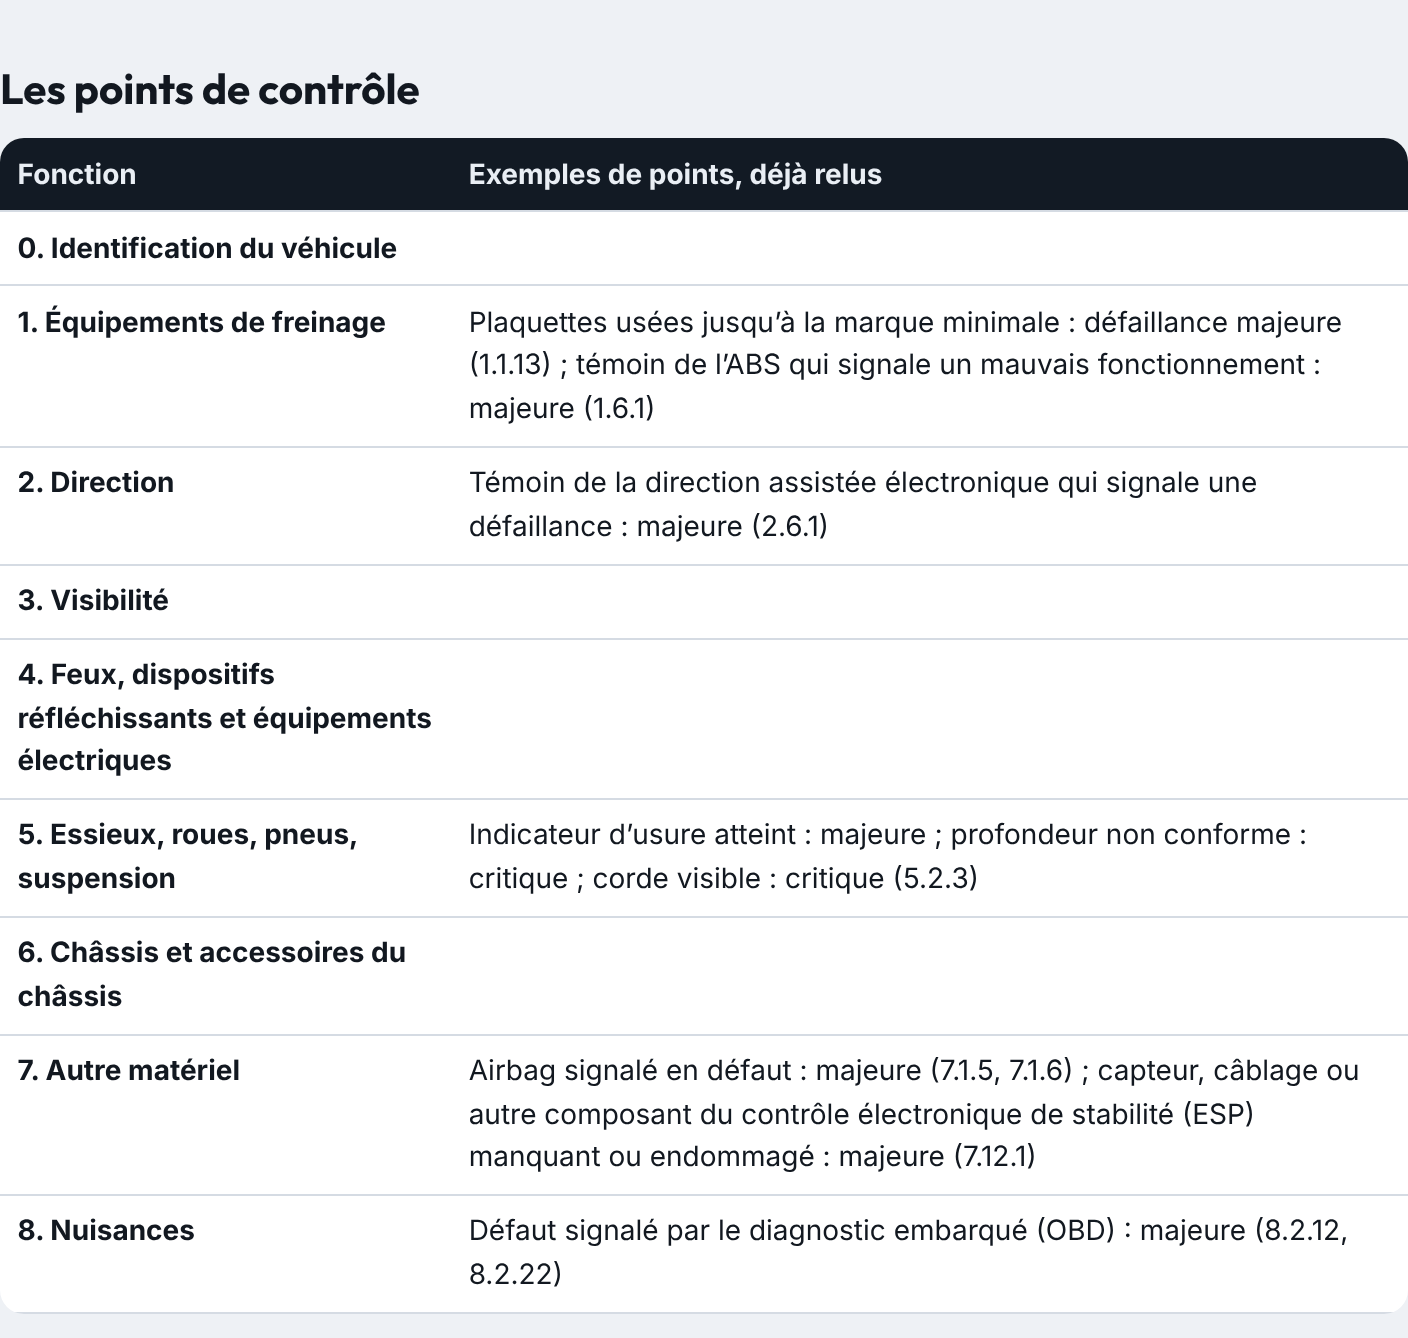 Les points de contrôle
Fonction
Exemples de points, déjà relus
0. Identification du véhicule
1. Équipements de freinage
Plaquettes usées jusqu’à la marque minimale : défaillance majeure
(1.1.13) ; témoin de l’ABS qui signale un mauvais fonctionnement :
majeure (1.6.1)
2. Direction
Témoin de la direction assistée électronique qui signale une
défaillance : majeure (2.6.1)
3. Visibilité
4. Feux, dispositifs
réfléchissants et équipements
électriques
5. Essieux, roues, pneus,
suspension
Indicateur d’usure atteint : majeure ; profondeur non conforme :
critique ; corde visible : critique (5.2.3)
6. Châssis et accessoires du
châssis
7. Autre matériel
Airbag signalé en défaut : majeure (7.1.5, 7.1.6) ; capteur, câblage ou
autre composant du contrôle électronique de stabilité (ESP)
manquant ou endommagé : majeure (7.12.1)
8. Nuisances
Défaut signalé par le diagnostic embarqué (OBD) : majeure (8.2.12,
8.2.22)